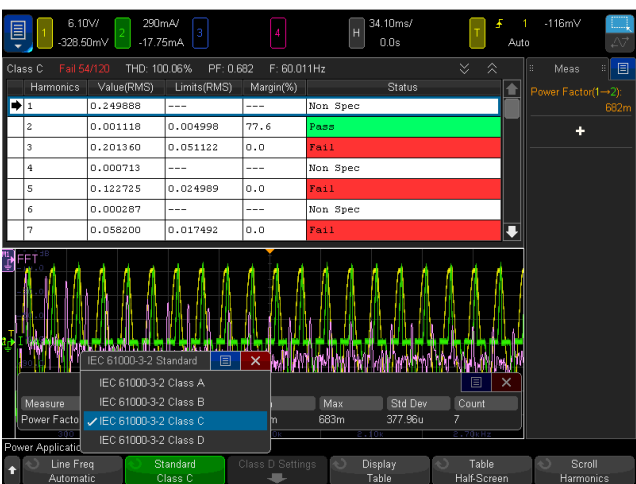 1 6.10V/ -328.50mV 2 290mA/ -17.75mA 3 4 H 34.10ms/ 0.0s T 1 -116mV Auto
Class C Fail 54/120 THD: 100.06% PF: 0.682 F: 60.011Hz
Meas
Harmonics Value(RMS) Limits(RMS) Margin(%) Status
1 0.249888 --- --- Non Spec
2 0.001118 0.004998 77.6 Pass
3 0.201360 0.051122 0.0 Fail
4 0.000713 --- --- Non Spec
5 0.122725 0.024989 0.0 Fail
6 0.000287 --- --- Non Spec
7 0.058200 0.017492 0.0 Fail
Power Factor(1→2):
682m
+
FFT
IEC 61000-3-2 Standard
IEC 61000-3-2 Class A
IEC 61000-3-2 Class B
IEC 61000-3-2 Class C
IEC 61000-3-2 Class D
Measure Max Std Dev Count
Power Facto 683m 377.96u 7
Power Applicatio
Line Freq
Automatic
Standard
Class C
Class D Settings
Display
Table
Table
Half-Screen
Scroll
Harmonics